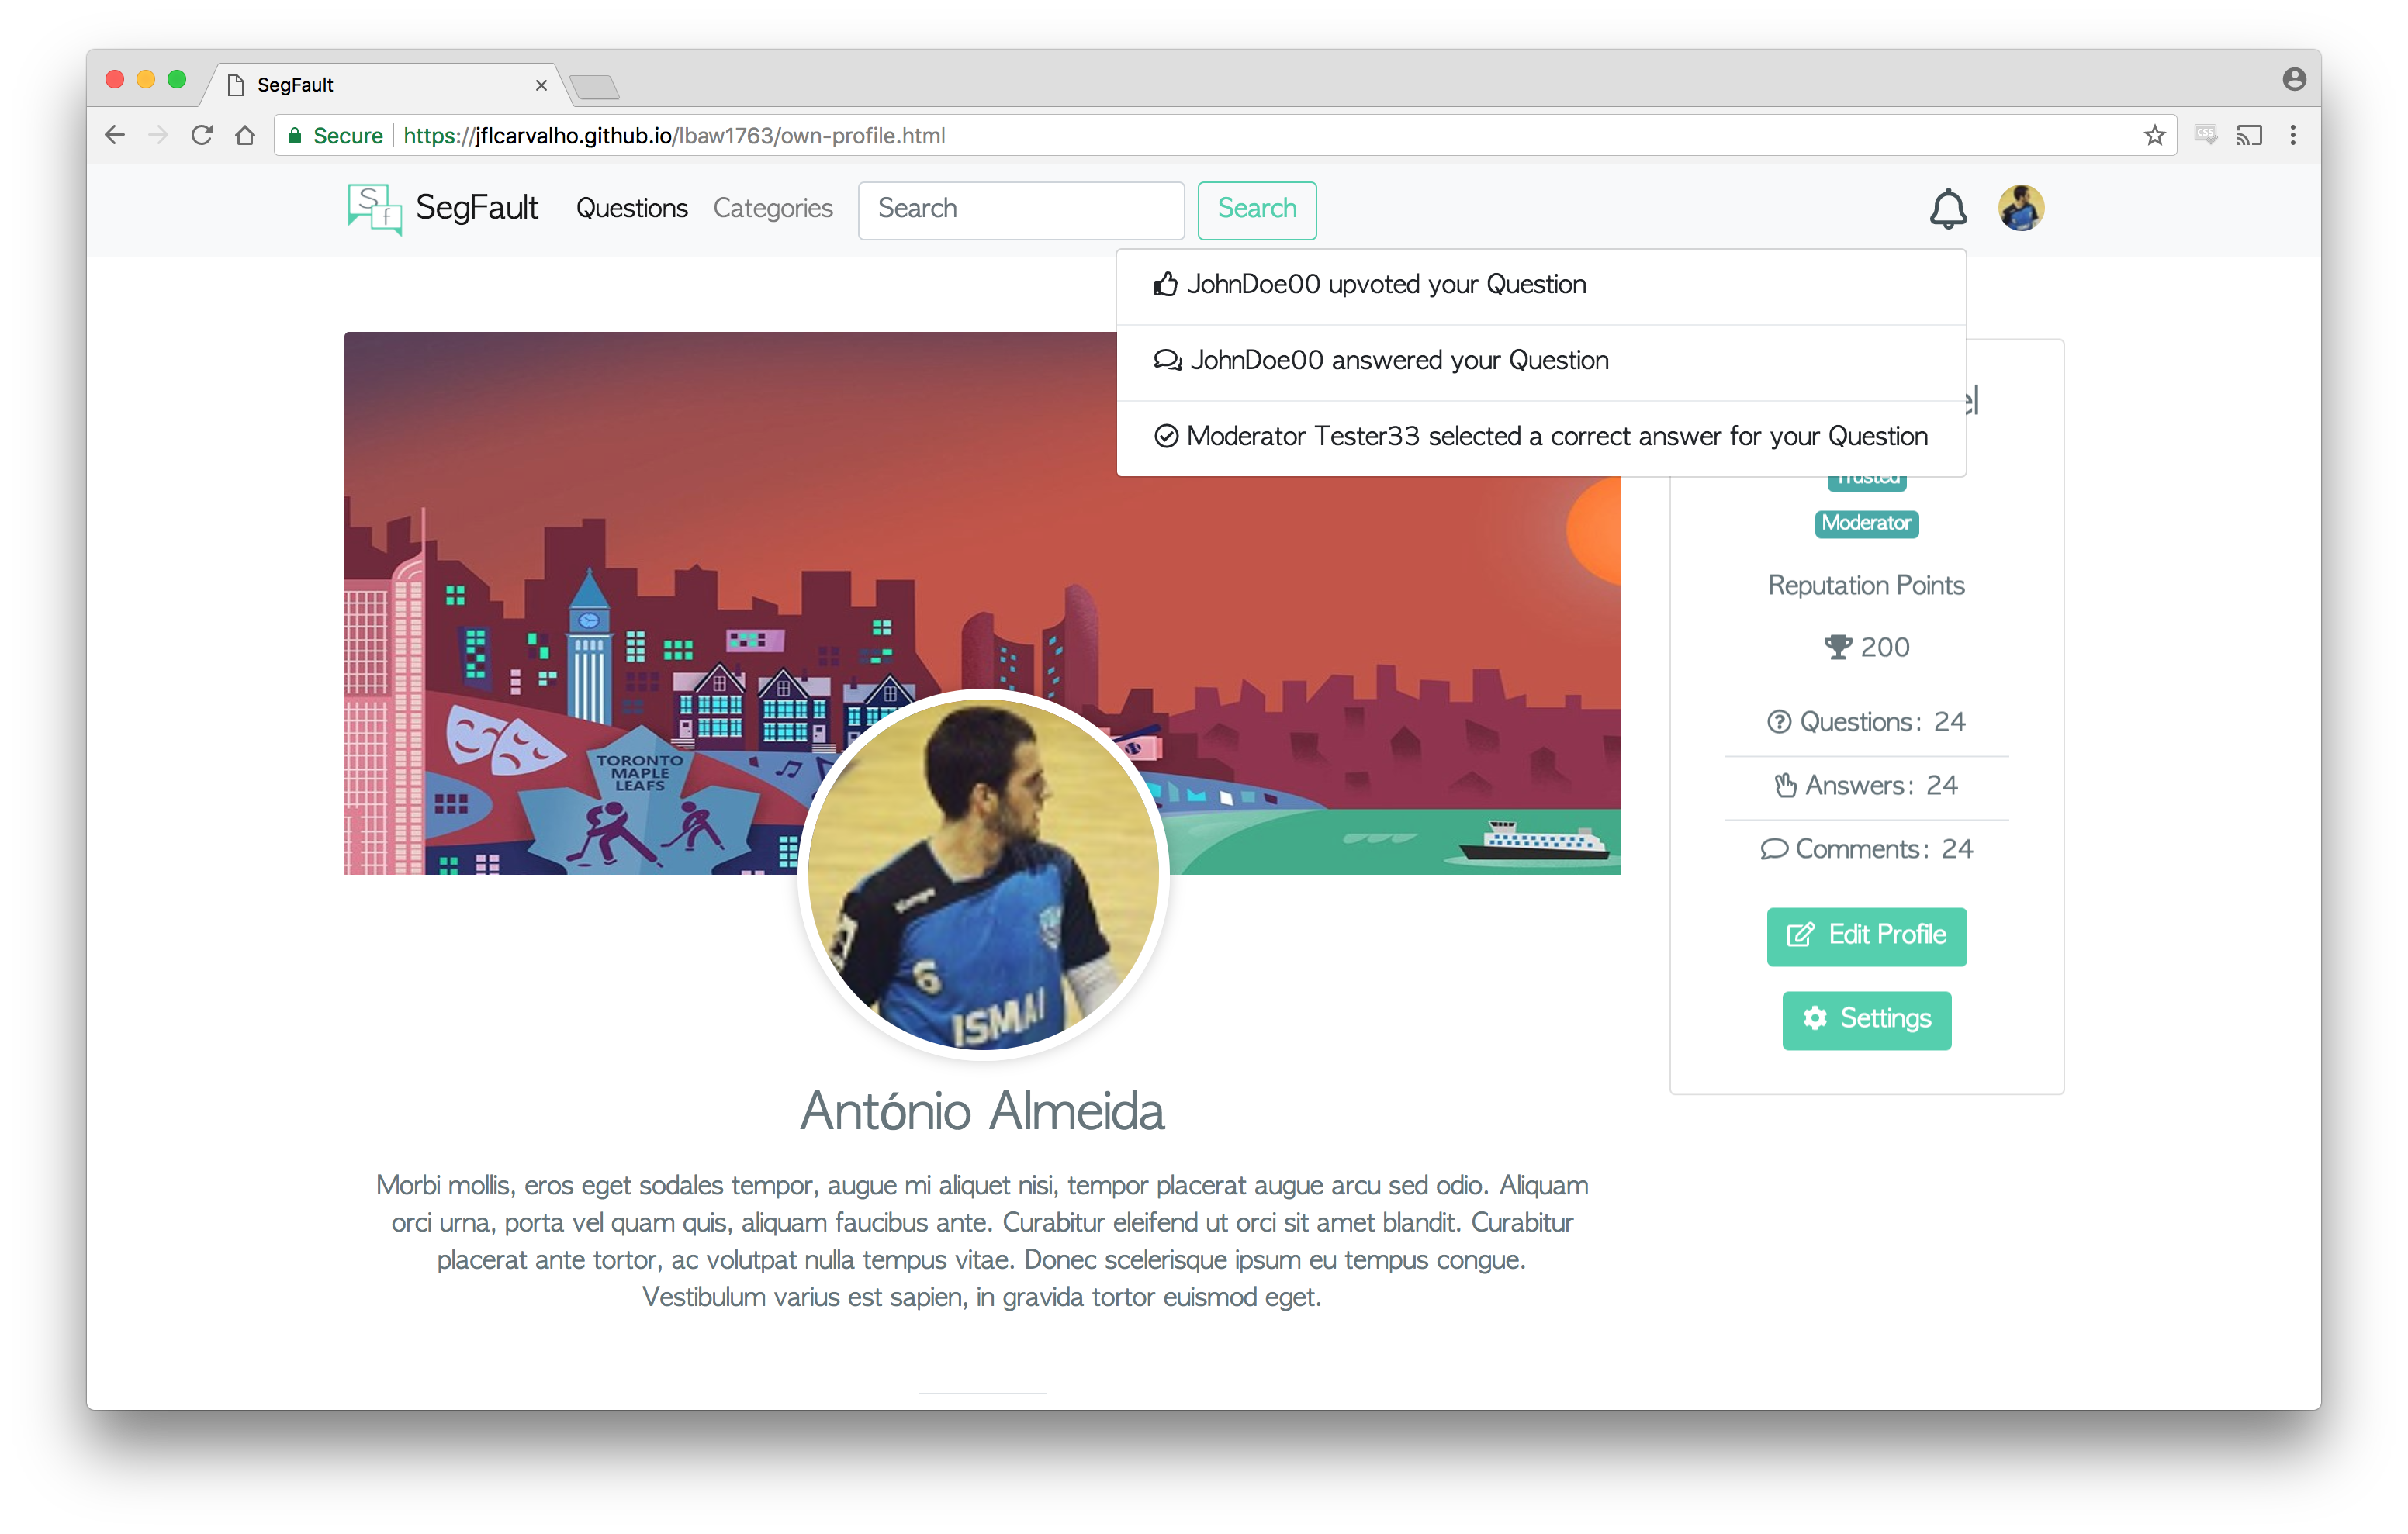 SegFault
Secure https://jflcarvalho.github.io/lbaw1763/own-profile.html
CSS
S f SegFault Questions Categories Search Search
JohnDoe00 upvoted your Question
JohnDoe00 answered your Question
Moderator Tester33 selected a correct answer for your Question
Trusted
Moderator
Reputation Points
200
Questions: 24
Answers: 24
Comments: 24
Edit Profile
Settings
TORONTO
MAPLE
LEAFS
6
ISMAI
António Almeida
Morbi mollis, eros eget sodales tempor, augue mi aliquet nisi, tempor placerat augue arcu sed odio. Aliquam
orci urna, porta vel quam quis, aliquam faucibus ante. Curabitur eleifend ut orci sit amet blandit. Curabitur
placerat ante tortor, ac volutpat nulla tempus vitae. Donec scelerisque ipsum eu tempus congue.
Vestibulum varius est sapien, in gravida tortor euismod eget.